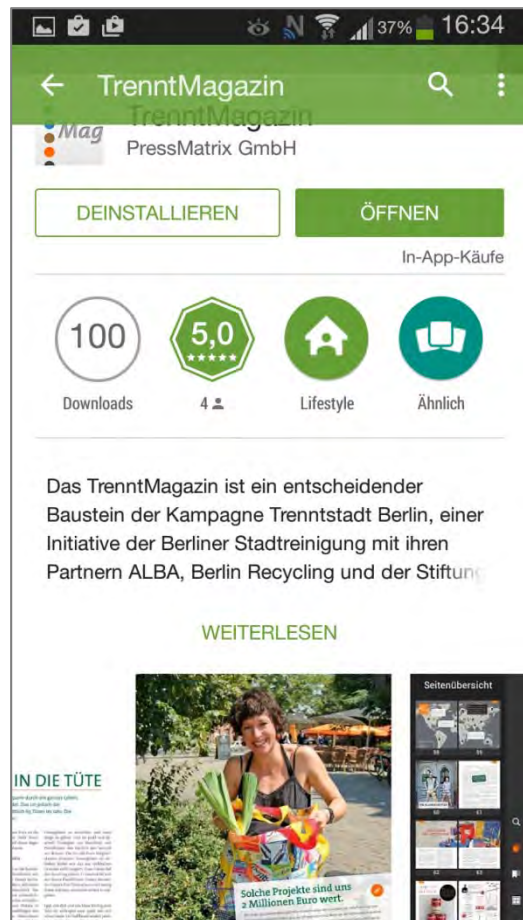 37% 16:34
TrenntMagazin
Mag TrenntMagazin
PressMatrix GmbH
DEINSTALLIEREN ÖFFNEN
In-App-Käufe
100 5,0
Downloads 4 Lifestyle Ähnlich
Das TrenntMagazin ist ein entscheidender
Baustein der Kampagne Trenntstadt Berlin, einer
Initiative der Berliner Stadtreinigung mit ihren
Partnern ALBA, Berlin Recycling und der Stiftung
WEITERLESEN
Seitenübersicht
IN DIE TÜTE
Solche Projekte sind uns
2 Millionen Euro wert.